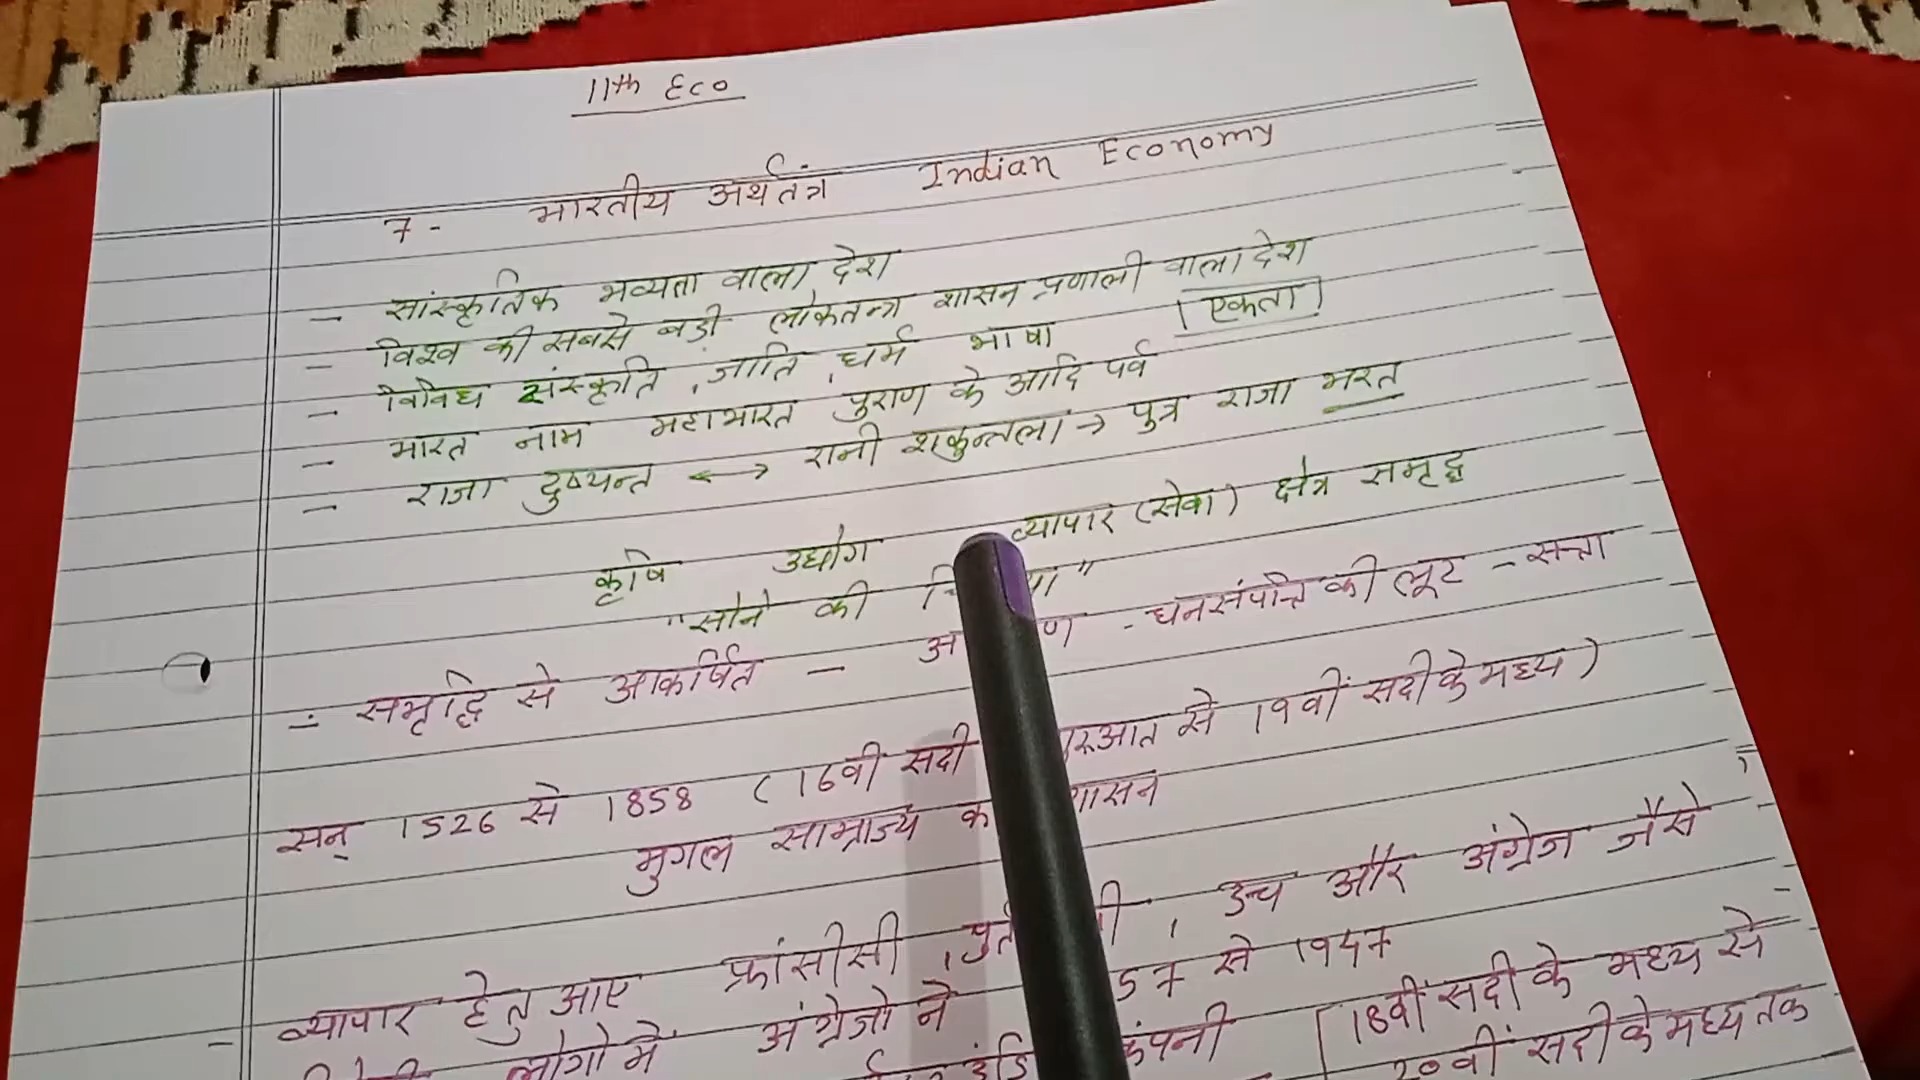 11th Eco
7- भारतीय अर्थतंत्र Indian Economy
- सांस्कृतिक भव्यता वाला देश
- विश्व की सबसे बड़ी लोकतन्त्र शासन प्रणाली वाला देश
- विविध संस्कृति, जाति, धर्म भाषा एकता
- भारत नाम महाभारत पुराण के आदि पर्व
- राजा दुष्यन्त ↔ रानी शकुन्तला → पुत्र राजा भरत
कृषि उद्योग व्यापार (सेवा) क्षेत्र समृद्ध
"सोने की "
- समृद्धि से आकर्षित - - धनसंपत्ति की लूट - सत्ता
सन् 1526 से 1858 (16वी सदी से 19वीं सदी के मध्य)
मुगल साम्राज्य
- व्यापार हेतु आए फ्रांसीसी, डच और अंग्रेज जैसे
लोगो में अंग्रेजो ने 57 से 1947
[18वीं सदी के मध्य से
कंपनी 20वीं सदी के मध्य तक